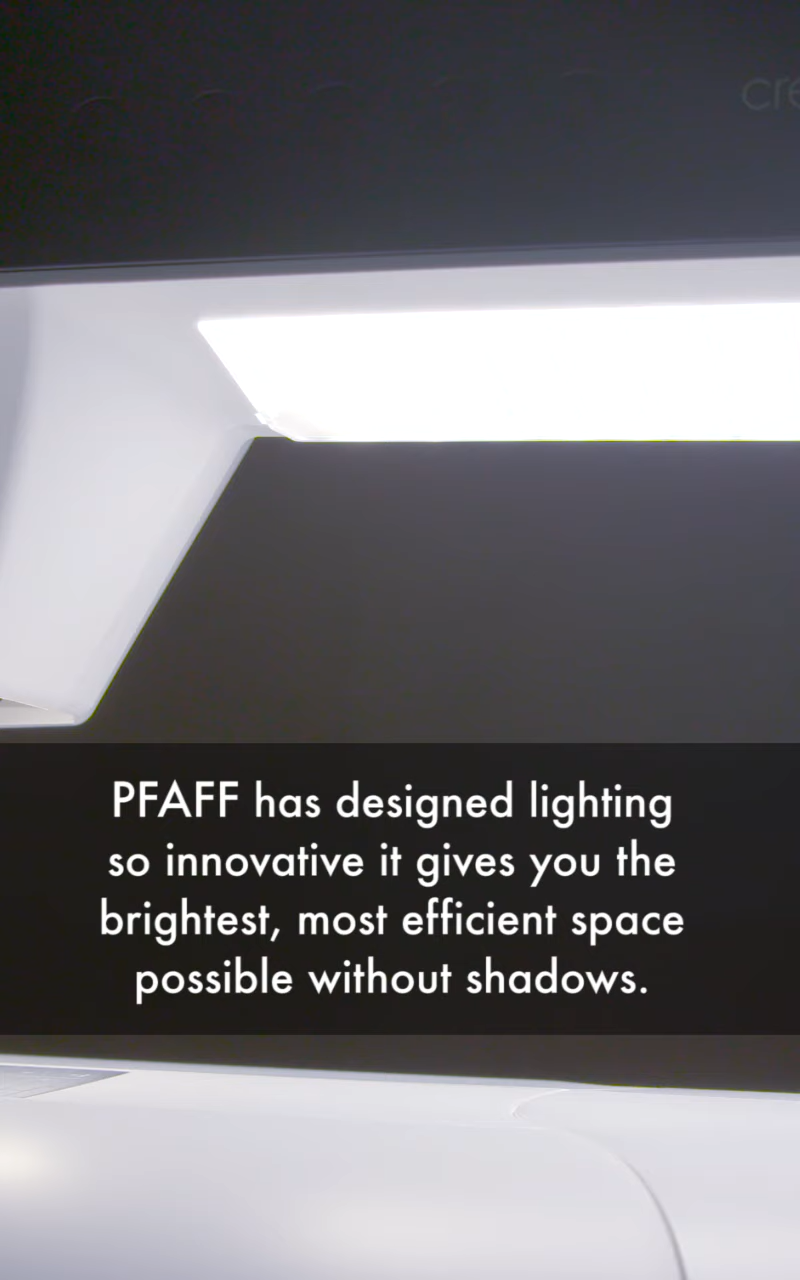 PFAFF has designed lighting
so innovative it gives you the
brightest, most efficient space
possible without shadows.